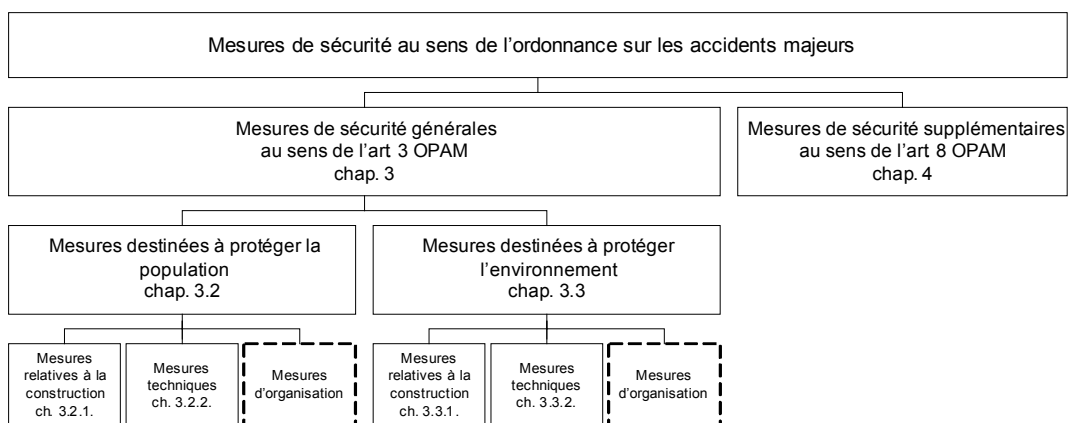 Mesures de sécurité au sens de l'ordonnance sur les accidents majeurs
Mesures de sécurité générales
au sens de l'art 3 OPAM
chap. 3
Mesures de sécurité supplémentaires
au sens de l'art 8 OPAM
chap. 4
Mesures destinées à protéger la
population
chap. 3.2
Mesures destinées à protéger
l'environnement
chap. 3.3
Mesures
relatives à la
construction
ch. 3.2.1.
Mesures
techniques
ch. 3.2.2.
Mesures
d'organisation
Mesures
relatives à la
construction
ch. 3.3.1.
Mesures
techniques
ch. 3.3.2.
Mesures
d'organisation